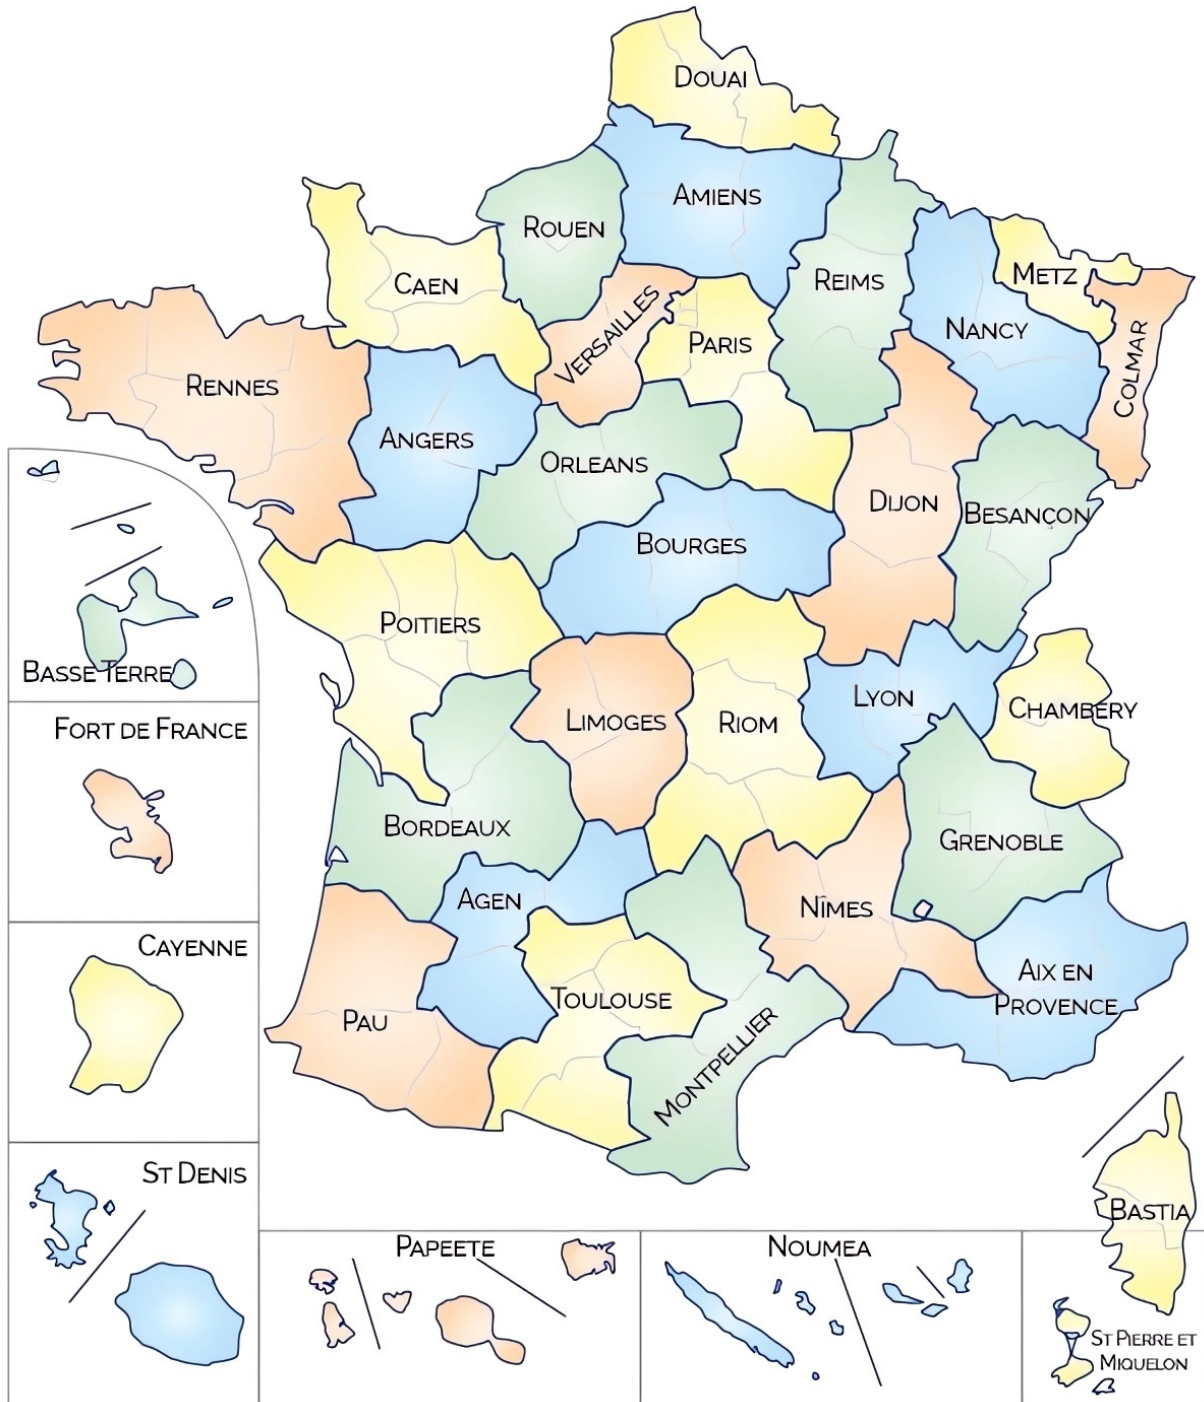 DOUAI
AMIENS
ROUEN
REIMS
CAEN
METZ
VERSAILLES
PARIS
NANCY
COLMAR
RENNES
ANGERS
ORLEANS
DIJON
BESANÇON
BOURGES
POITIERS
BASSE TERRE
LIMOGES
RIOM
LYON
CHAMBERY
FORT DE FRANCE
BORDEAUX
GRENOBLE
AGEN
NÎMES
CAYENNE
AIX EN
PROVENCE
TOULOUSE
PAU
MONTPELLIER
ST DENIS
BASTIA
PAPEETE
NOUMEA
ST PIERRE ET
MIQUELON